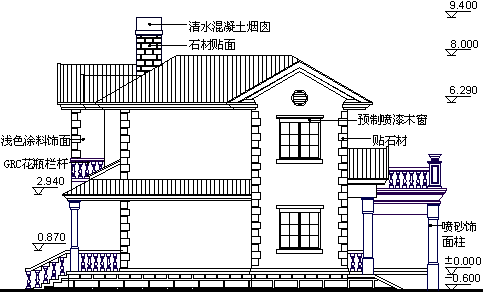 9.400
清水混凝土烟囱
石材贴面
8.000
6.290
预制喷漆木窗
浅色涂料饰面
贴石材
GRC花瓶栏杆
2.940
喷砂饰
面柱
0.870
±0.000
-0.600